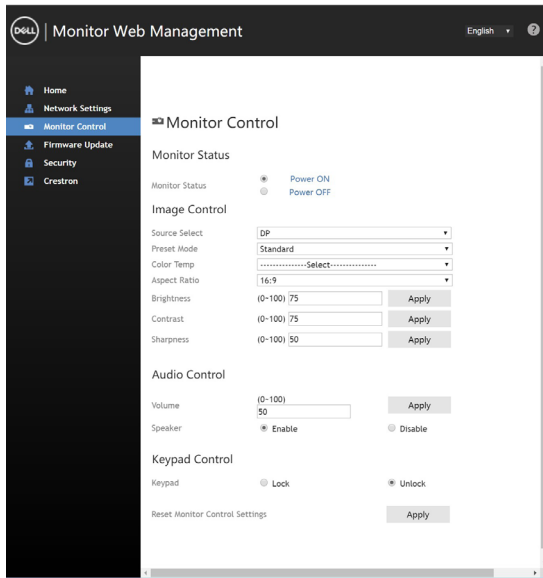 DELL | Monitor Web Management English ?
Home
Network Settings
Monitor Control
Firmware Update
Security
Crestron
Monitor Control
Monitor Status
Monitor Status Power ON
Power OFF
Image Control
Source Select DP
Preset Mode Standard
Color Temp ---------------Select---------------
Aspect Ratio 16:9
Brightness (0~100) 75 Apply
Contrast (0~100) 75 Apply
Sharpness (0~100) 50 Apply
Audio Control
Volume (0~100) 50 Apply
Speaker Enable Disable
Keypad Control
Keypad Lock Unlock
Reset Monitor Control Settings Apply